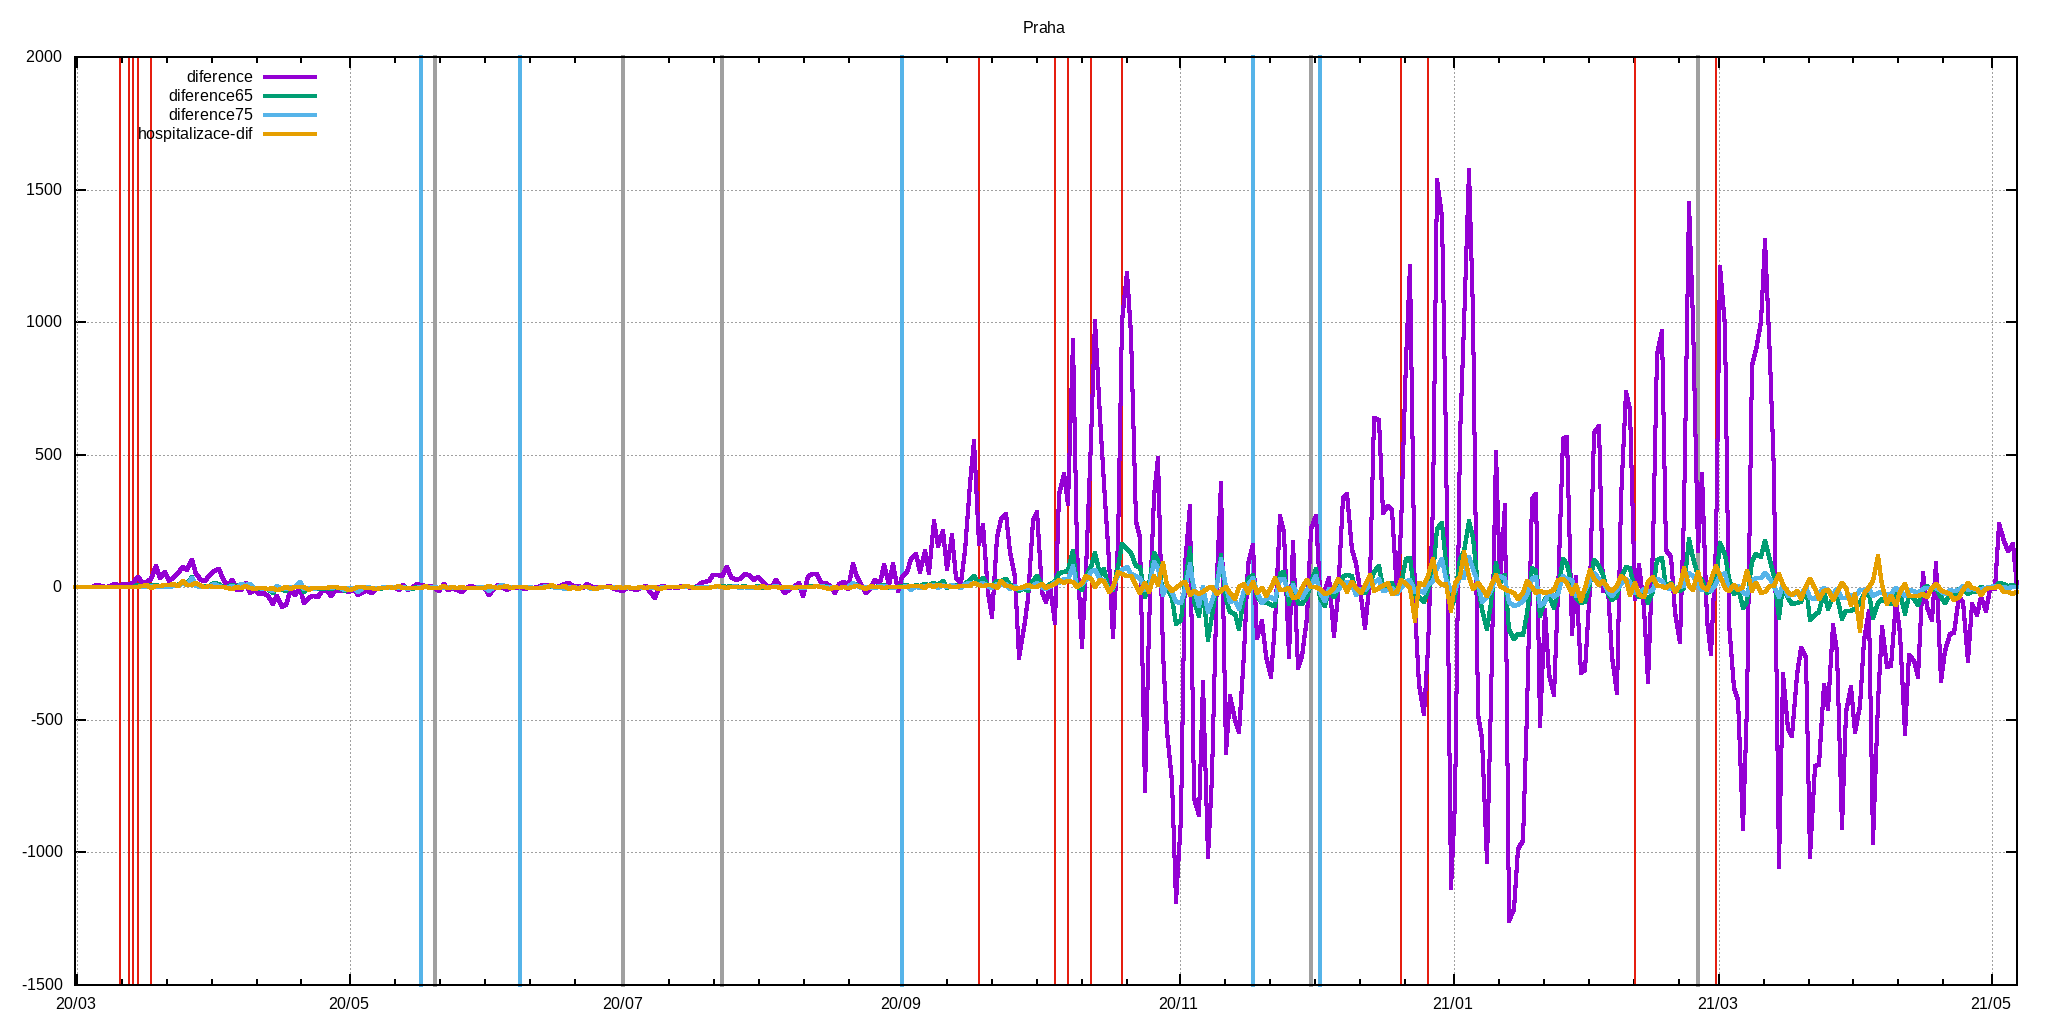 Praha
2000
1500
1000
500
0
-500
-1000
-1500
diference
diference65
diference75
hospitalizace-dif
20/03 20/05 20/07 20/09 20/11 21/01 21/03 21/05